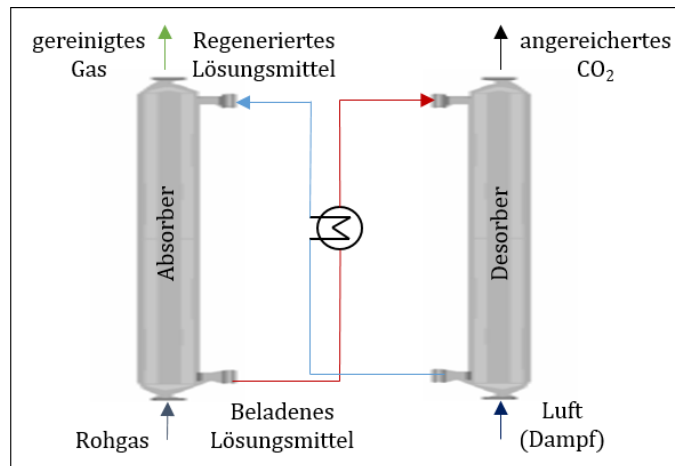 gereinigtes
Gas
Regeneriertes
Lösungsmittel
angereichertes
CO₂
Absorber
Desorber
Rohgas
Beladenes
Lösungsmittel
Luft
(Dampf)